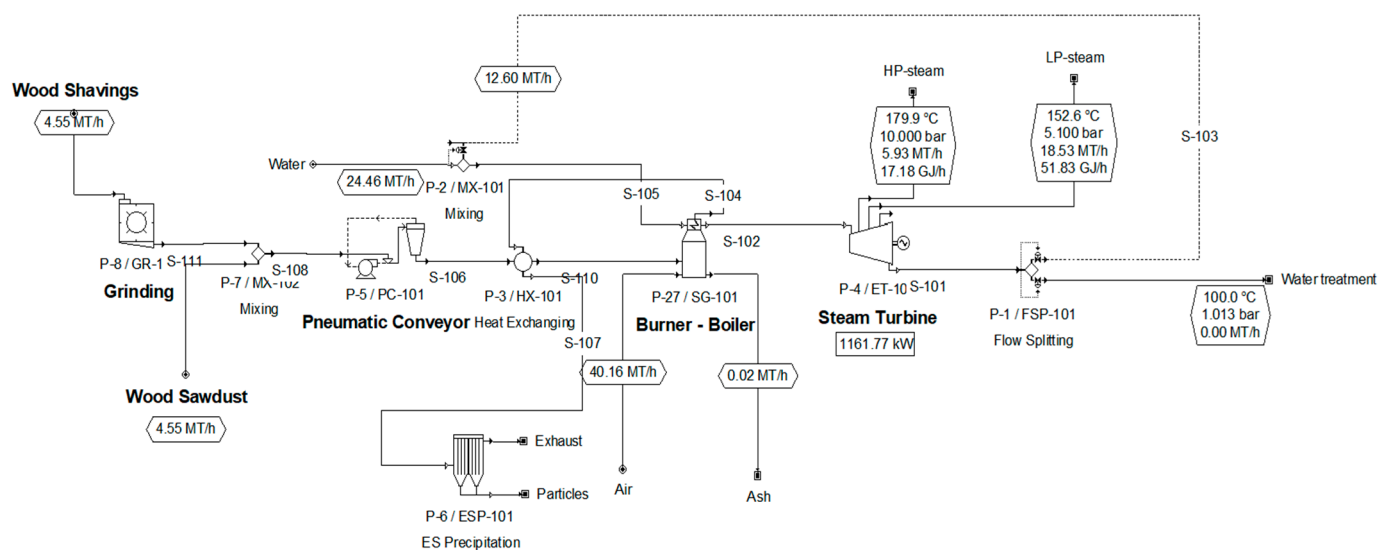 LP-steam
HP-steam
12.60 MT/h
Wood Shavings
4.55 MT/h
179.9 °C
10.000 bar
5.93 MT/h
17.18 GJ/h
152.6 °C
5.100 bar
18.53 MT/h
51.83 GJ/h
S-103
Water
24.46 MT/h
P-2 / MX-101
Mixing
S-105
S-104
S-102
P-8 / GR-1
S-111
Grinding
S-108
P-7 / MX-102
Mixing
P-5 / PC-101
Pneumatic Conveyor
S-106
P-3 / HX-101
Heat Exchanging
S-110
S-107
P-27 / SG-101
Burner - Boiler
P-4 / ET-10
S-101
Steam Turbine
1161.77 kW
P-1 / FSP-101
Flow Splitting
Water treatment
100.0 °C
1.013 bar
0.00 MT/h
40.16 MT/h
0.02 MT/h
Wood Sawdust
4.55 MT/h
Exhaust
Particles
Air
Ash
P-6 / ESP-101
ES Precipitation